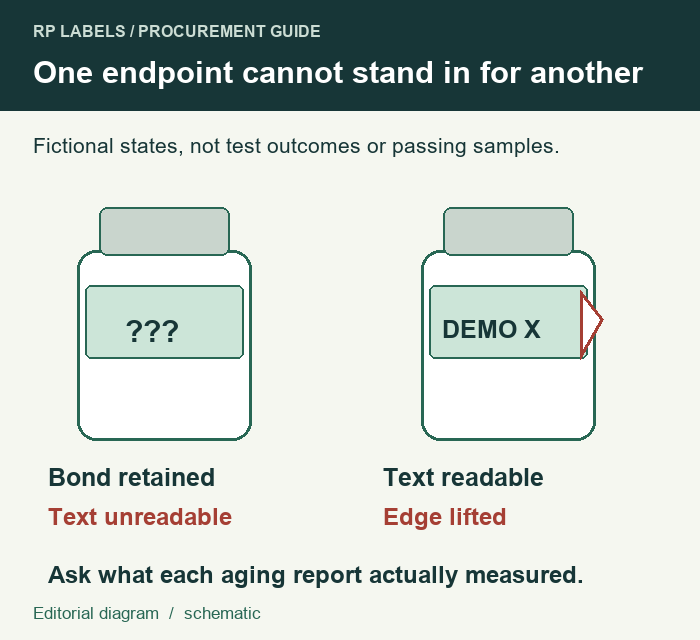 RP LABELS / PROCUREMENT GUIDE
One endpoint cannot stand in for another
Fictional states, not test outcomes or passing samples.
???
DEMO X
Bond retained
Text unreadable
Text readable
Edge lifted
Ask what each aging report actually measured.
Editorial diagram / schematic